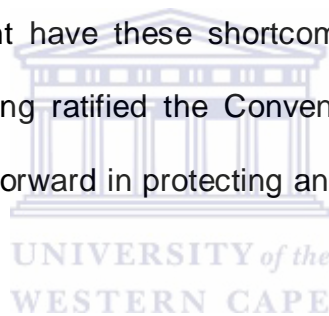 nt have these shortcom
ng ratified the Conven
orward in protecting an
UNIVERSITY of the
WESTERN CAPE